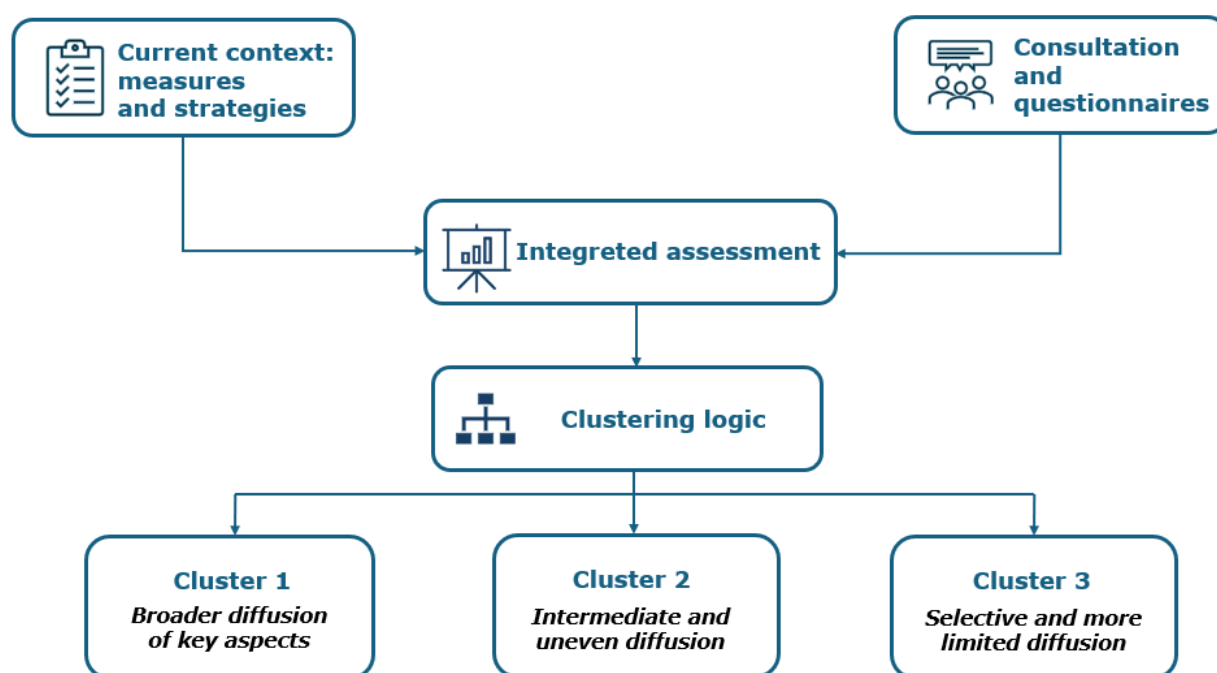 Current context:
measures
and strategies
Consultation
and
questionnaires
Integreted assessment
Clustering logic
Cluster 1
Broader diffusion
of key aspects
Cluster 2
Intermediate and
uneven diffusion
Cluster 3
Selective and more
limited diffusion